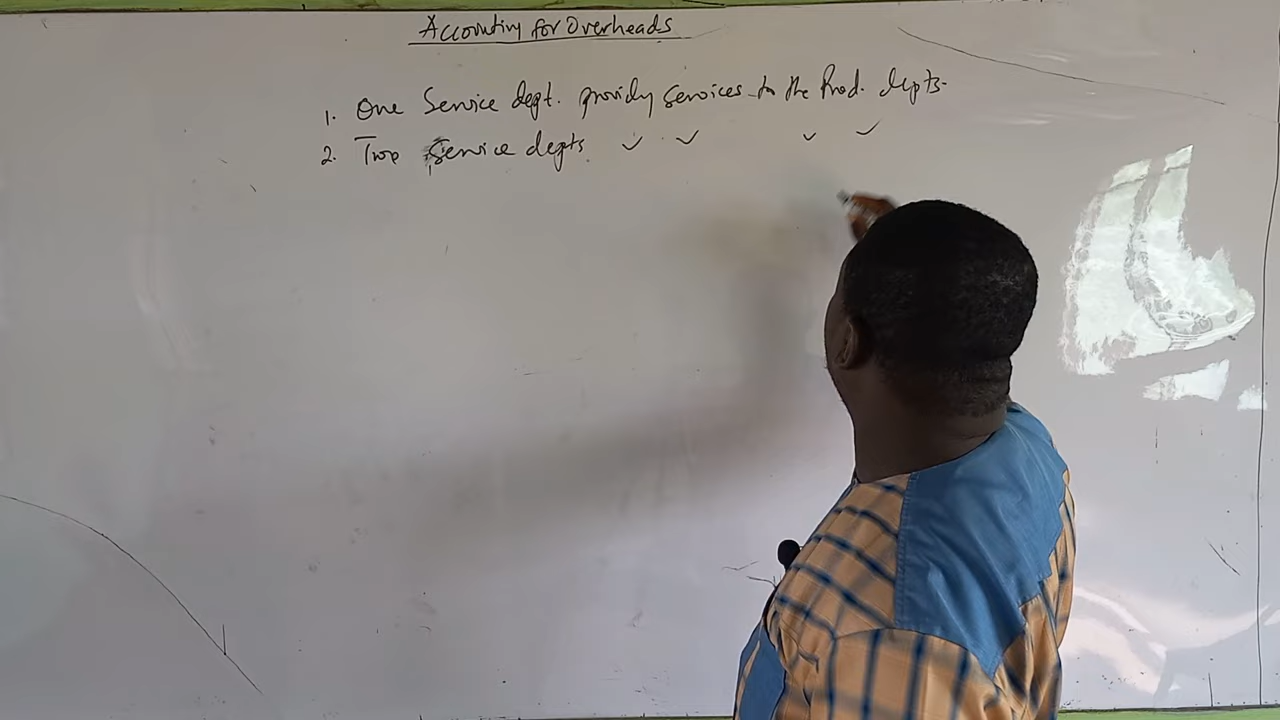 Accounting for Overheads
1. One Service dept. providing services to the Prod. depts.
2. Two Service depts. ✓ ✓ ✓ ✓